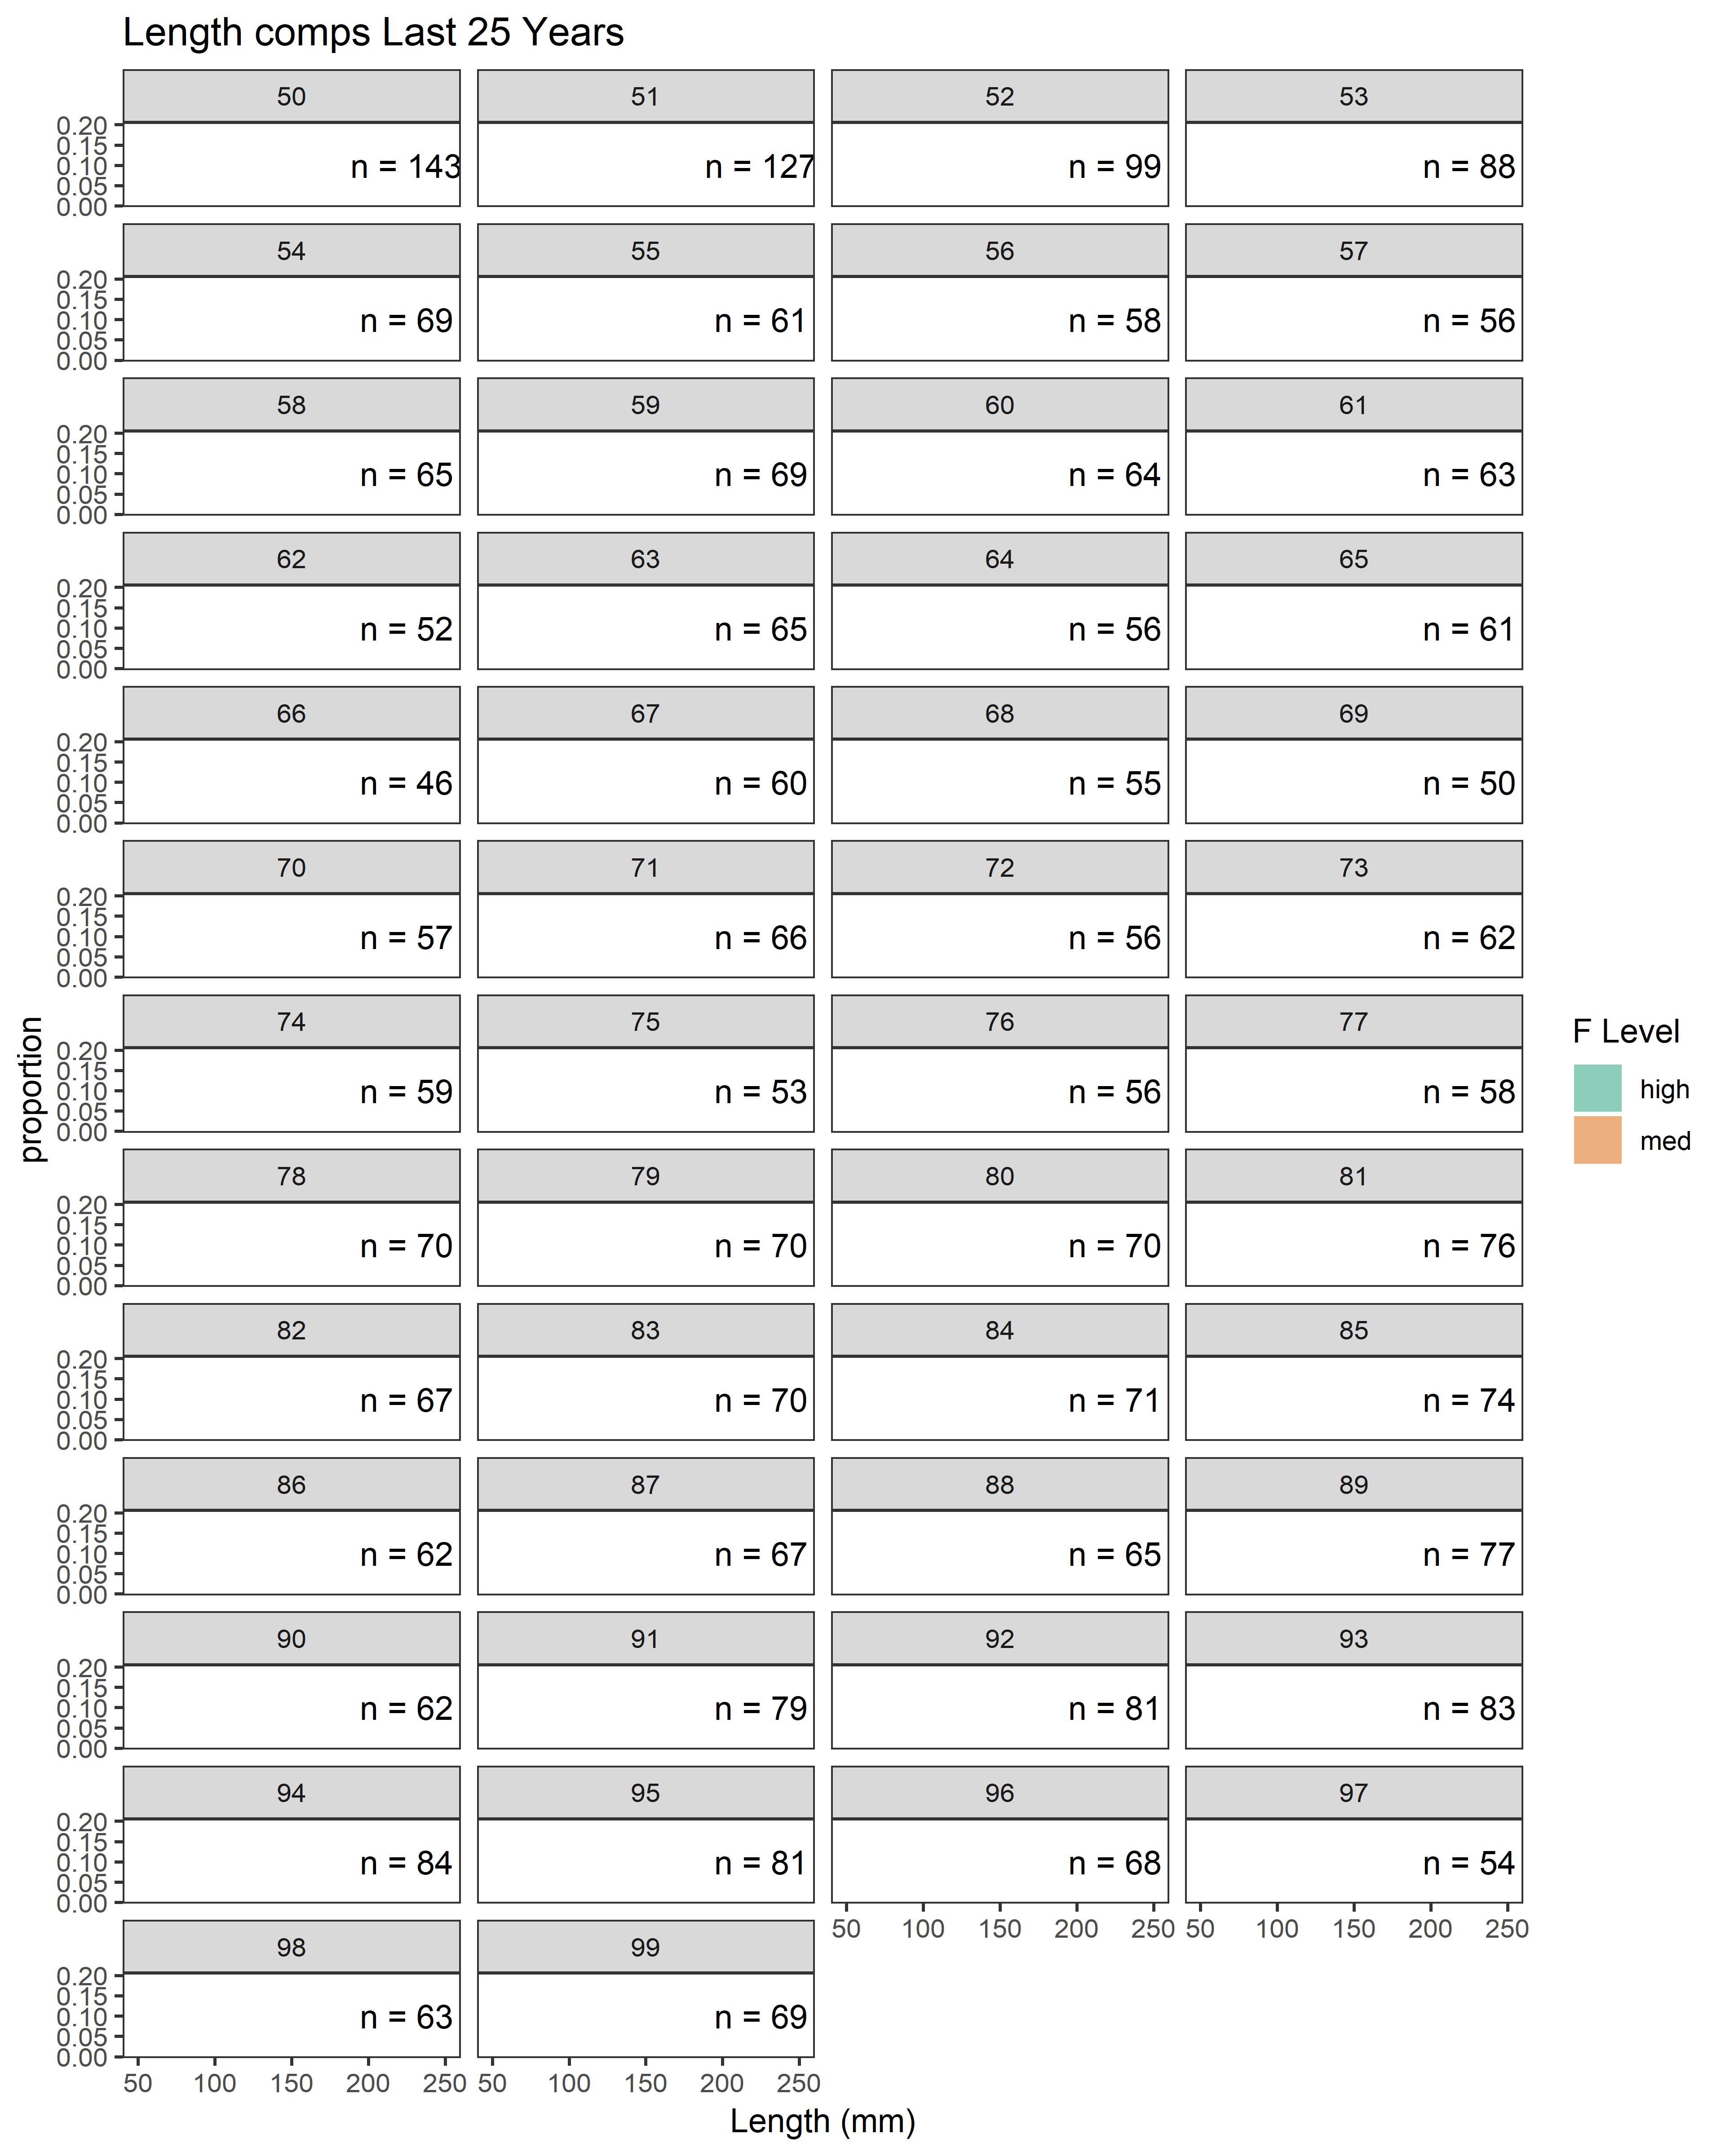 Length comps Last 25 Years
50 51 52 53
0.20
0.15
0.10
0.05
0.00
n = 143 n = 127 n = 99 n = 88
54 55 56 57
0.20
0.15
0.10
0.05
0.00
n = 69 n = 61 n = 58 n = 56
58 59 60 61
0.20
0.15
0.10
0.05
0.00
n = 65 n = 69 n = 64 n = 63
62 63 64 65
0.20
0.15
0.10
0.05
0.00
n = 52 n = 65 n = 56 n = 61
66 67 68 69
0.20
0.15
0.10
0.05
0.00
n = 46 n = 60 n = 55 n = 50
70 71 72 73
0.20
0.15
0.10
0.05
0.00
n = 57 n = 66 n = 56 n = 62
74 75 76 77
0.20
0.15
0.10
0.05
0.00
n = 59 n = 53 n = 56 n = 58
78 79 80 81
0.20
0.15
0.10
0.05
0.00
n = 70 n = 70 n = 70 n = 76
82 83 84 85
0.20
0.15
0.10
0.05
0.00
n = 67 n = 70 n = 71 n = 74
86 87 88 89
0.20
0.15
0.10
0.05
0.00
n = 62 n = 67 n = 65 n = 77
90 91 92 93
0.20
0.15
0.10
0.05
0.00
n = 62 n = 79 n = 81 n = 83
94 95 96 97
0.20
0.15
0.10
0.05
0.00
n = 84 n = 81 n = 68 n = 54
50 100 150 200 250 50 100 150 200 250
98 99
0.20
0.15
0.10
0.05
0.00
n = 63 n = 69
50 100 150 200 250 50 100 150 200 250
Length (mm)
proportion
F Level
high
med